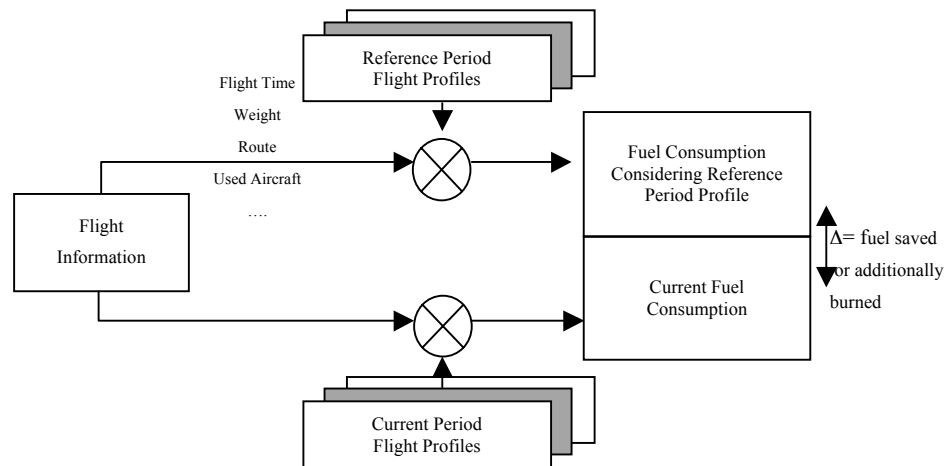 Reference Period
Flight Profiles
Flight Time
Weight
Route
Used Aircraft
....
Flight
Information
Fuel Consumption
Considering Reference
Period Profile
Δ= fuel saved
or additionally
burned
Current Fuel
Consumption
Current Period
Flight Profiles